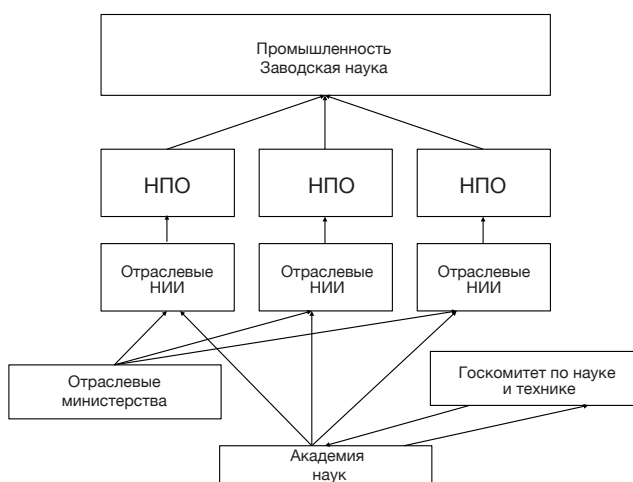 Промышленность
Заводская наука
НПО
НПО
НПО
Отраслевые
НИИ
Отраслевые
НИИ
Отраслевые
НИИ
Отраслевые
министерства
Госкомитет по науке
и технике
Академия
наук